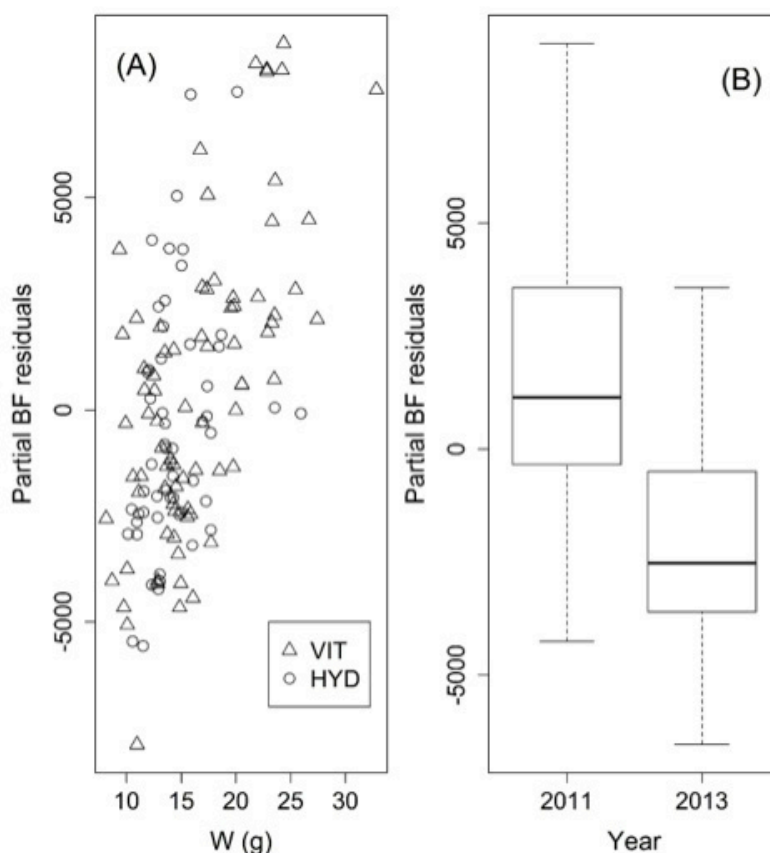 (A)
Partial BF residuals
5000
0
-5000
VIT
HYD
10 15 20 25 30
W (g)
(B)
Partial BF residuals
5000
0
-5000
2011 2013
Year